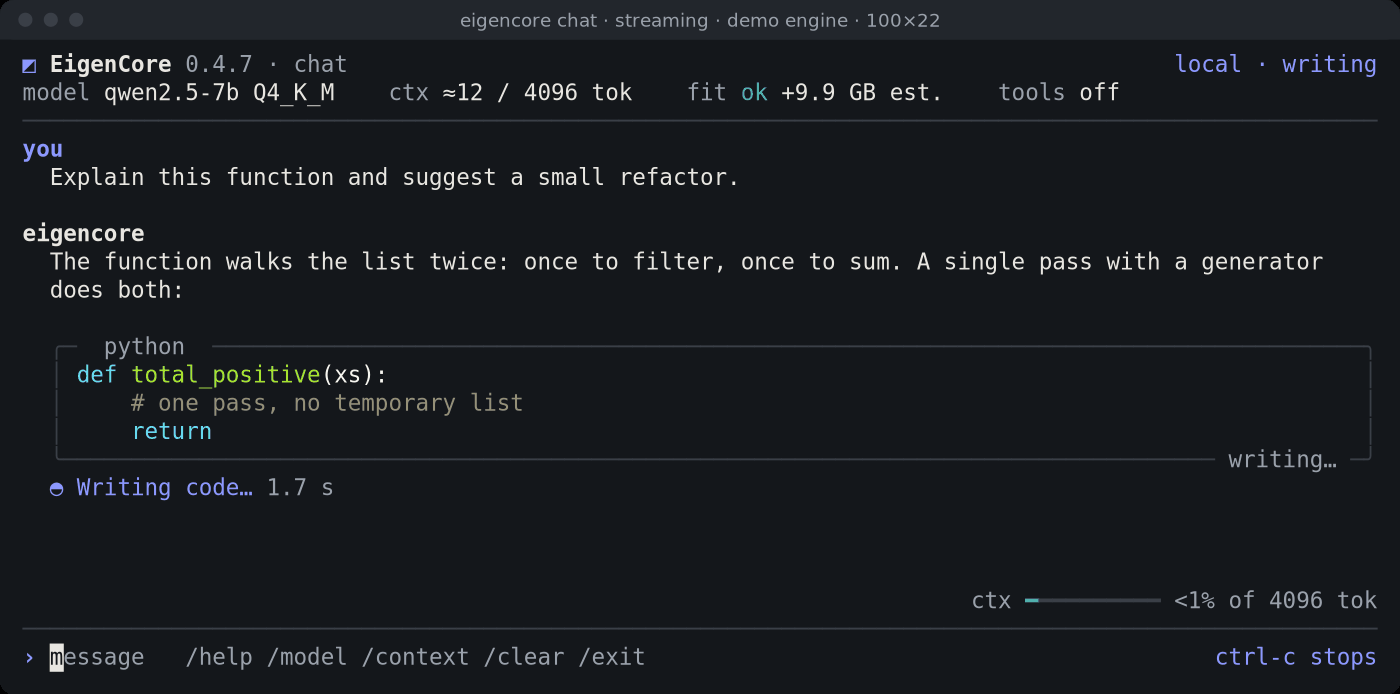 eigencore chat · streaming · demo engine · 100×22
◩ EigenCore 0.4.7 · chat local · writing
model qwen2.5-7b Q4_K_M ctx ≈12 / 4096 tok fit ok +9.9 GB est. tools off
you
Explain this function and suggest a small refactor.
eigencore
The function walks the list twice: once to filter, once to sum. A single pass with a generator
does both:
python
def total_positive(xs):
# one pass, no temporary list
return
writing…
◓ Writing code… 1.7 s
ctx <1% of 4096 tok
› message /help /model /context /clear /exit ctrl-c stops